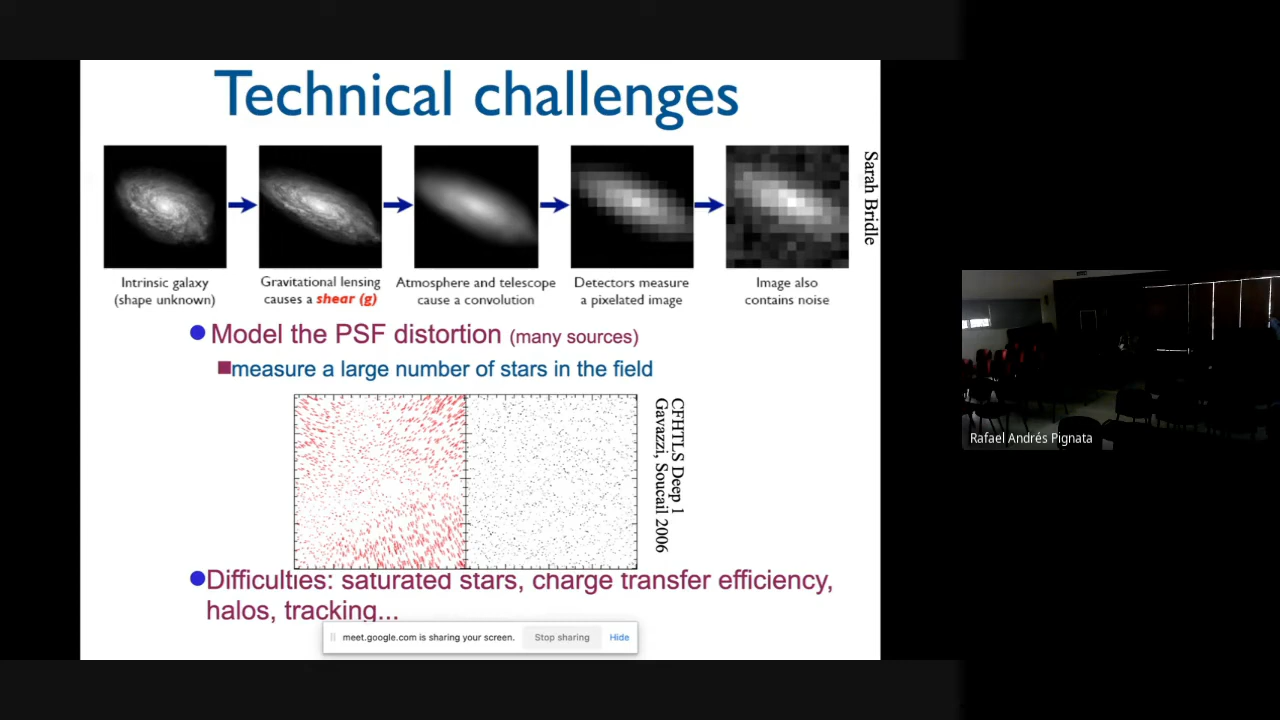 Technical challenges
Sarah Bridle
Intrinsic galaxy
(shape unknown)
Gravitational lensing
causes a shear (g)
Atmosphere and telescope
cause a convolution
Detectors measure
a pixelated image
Image also
contains noise
Model the PSF distortion (many sources)
measure a large number of stars in the field
CFHTLS Deep 1
Gavazzi, Soucail 2006
Difficulties: saturated stars, charge transfer efficiency,
halos, tracking...
meet.google.com is sharing your screen. Stop sharing Hide
Rafael Andrés Pignata